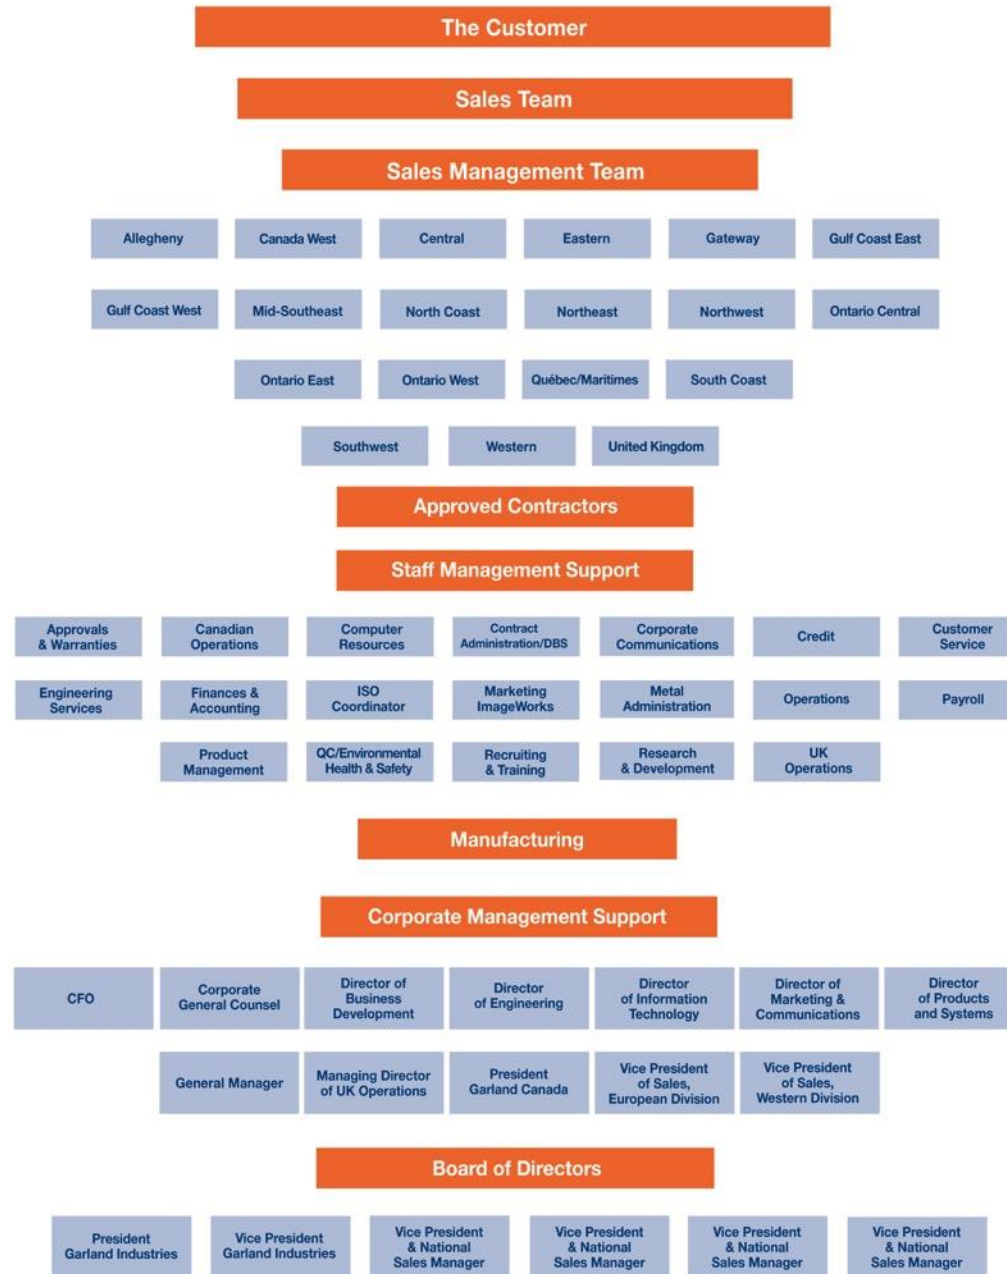 The Customer
Sales Team
Sales Management Team
Allegheny
Canada West
Central
Eastern
Gateway
Gulf Coast East
Gulf Coast West
Mid-Southeast
North Coast
Northeast
Northwest
Ontario Central
Ontario East
Ontario West
Québec/Maritimes
South Coast
Southwest
Western
United Kingdom
Approved Contractors
Staff Management Support
Approvals
& Warranties
Canadian
Operations
Computer
Resources
Contract
Administration/DBS
Corporate
Communications
Credit
Customer
Service
Engineering
Services
Finances &
Accounting
ISO
Coordinator
Marketing
ImageWorks
Metal
Administration
Operations
Payroll
Product
Management
QC/Environmental
Health & Safety
Recruiting
& Training
Research
& Development
UK
Operations
Manufacturing
Corporate Management Support
CFO
Corporate
General Counsel
Director of
Business
Development
Director
of Engineering
Director
of Information
Technology
Director of
Marketing &
Communications
Director
of Products
and Systems
General Manager
Managing Director
of UK Operations
President
Garland Canada
Vice President
of Sales,
European Division
Vice President
of Sales,
Western Division
Board of Directors
President
Garland Industries
Vice President
Garland Industries
Vice President
& National
Sales Manager
Vice President
& National
Sales Manager
Vice President
& National
Sales Manager
Vice President
& National
Sales Manager